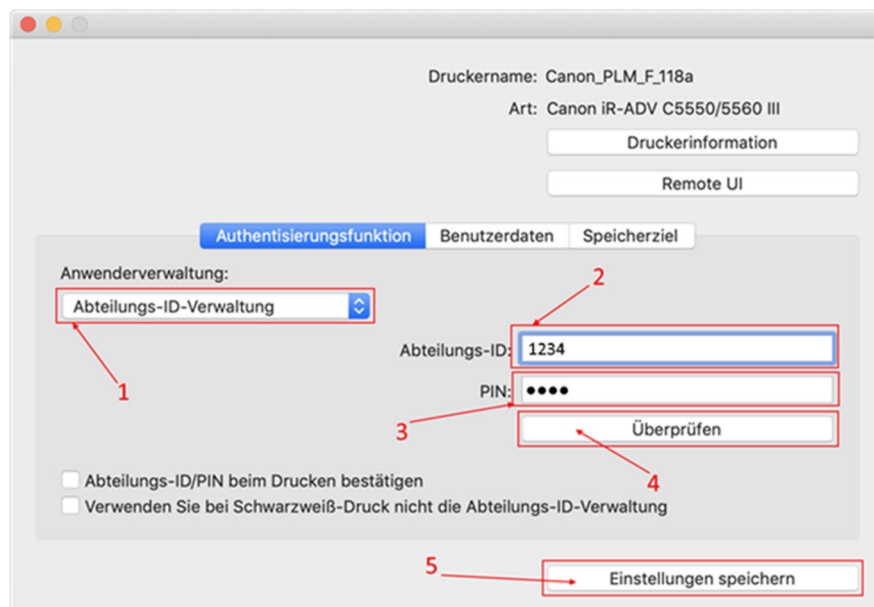 Druckername: Canon_PLM_F_118a
Art: Canon iR-ADV C5550/5560 III
Druckerinformation
Remote UI
Authentisierungsfunktion Benutzerdaten Speicherziel
Anwenderverwaltung:
2
Abteilungs-ID-Verwaltung
Abteilungs-ID: 1234
1
PIN: ••••
3
Überprüfen
4
Abteilungs-ID/PIN beim Drucken bestätigen
Verwenden Sie bei Schwarzweiß-Druck nicht die Abteilungs-ID-Verwaltung
5
Einstellungen speichern